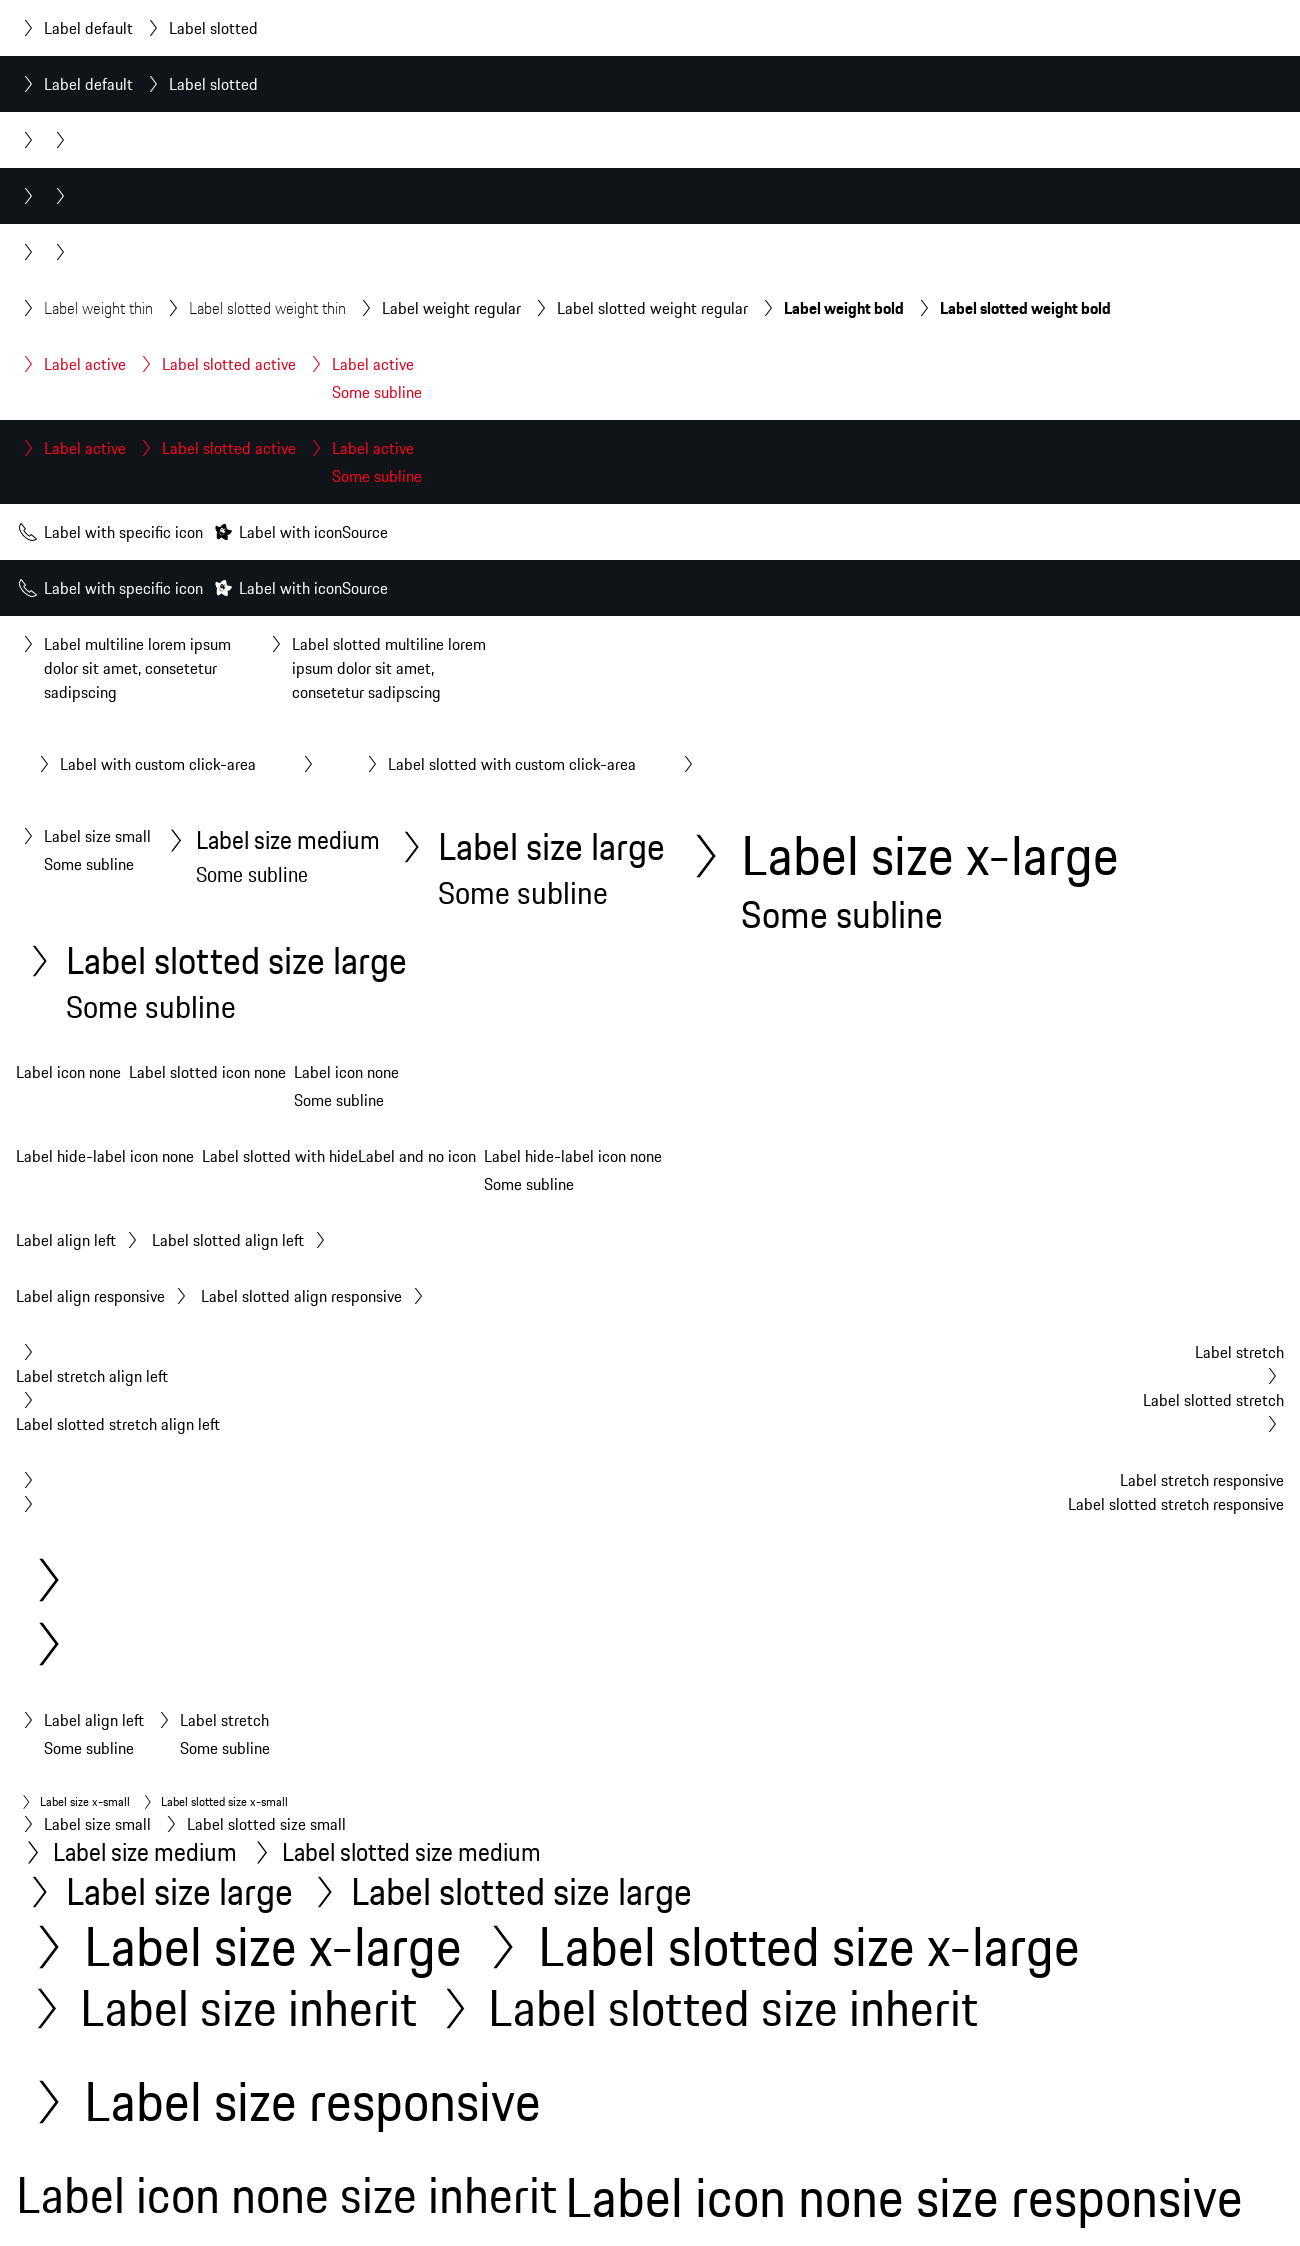 Label default Label slotted
Label default Label slotted
Label weight thin Label slotted weight thin Label weight regular Label slotted weight regular Label weight bold Label slotted weight bold
Label active Label slotted active Label active
Some subline
Label active Label slotted active Label active
Some subline
Label with specific icon Label with iconSource
Label with specific icon Label with iconSource
Label multiline lorem ipsum
dolor sit amet, consetetur
sadipscing
Label slotted multiline lorem
ipsum dolor sit amet,
consetetur sadipscing
Label with custom click-area Label slotted with custom click-area
Label size small
Some subline
Label size medium
Some subline
Label size large
Some subline
Label size x-large
Some subline
Label slotted size large
Some subline
Label icon none Label slotted icon none Label icon none
Some subline
Label hide-label icon none Label slotted with hideLabel and no icon Label hide-label icon none
Some subline
Label align left Label slotted align left
Label align responsive Label slotted align responsive
Label stretch
Label stretch align left
Label slotted stretch
Label slotted stretch align left
Label stretch responsive
Label slotted stretch responsive
Label align left Label stretch
Some subline Some subline
Label size x-small Label slotted size x-small
Label size small Label slotted size small
Label size medium Label slotted size medium
Label size large Label slotted size large
Label size x-large Label slotted size x-large
Label size inherit Label slotted size inherit
Label size responsive
Label icon none size inherit Label icon none size responsive